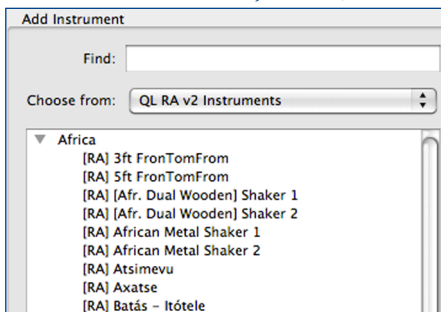 Add Instrument
Find:
Choose from: QL RA v2 Instruments
Africa
[RA] 3ft FronTomFrom
[RA] 5ft FronTomFrom
[RA] [Afr. Dual Wooden] Shaker 1
[RA] [Afr. Dual Wooden] Shaker 2
[RA] African Metal Shaker 1
[RA] African Metal Shaker 2
[RA] Atsimevu
[RA] Axatse
[RA] Batás – Itótele